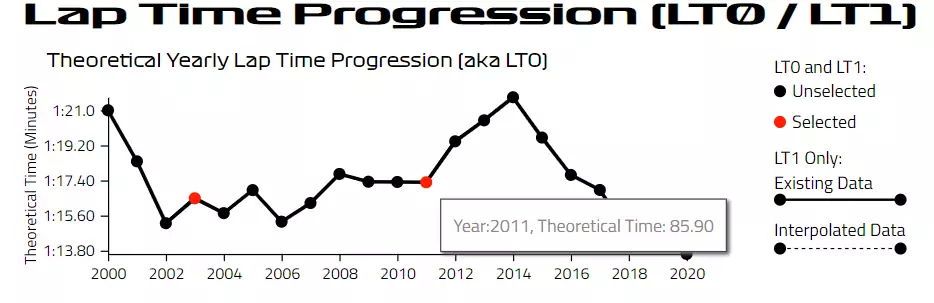 Lap Time Progression (LT0 / LT1)
Theoretical Yearly Lap Time Progression (aka LT0)
Theoretical Time (Minutes)
1:21.0
1:19.20
1:17.40
1:15.60
1:13.80
2000 2002 2004 2006 2008 2010 2012 2014 2016 2018 2020
Year:2011, Theoretical Time: 85.90
LT0 and LT1:
Unselected
Selected
LT1 Only:
Existing Data
Interpolated Data